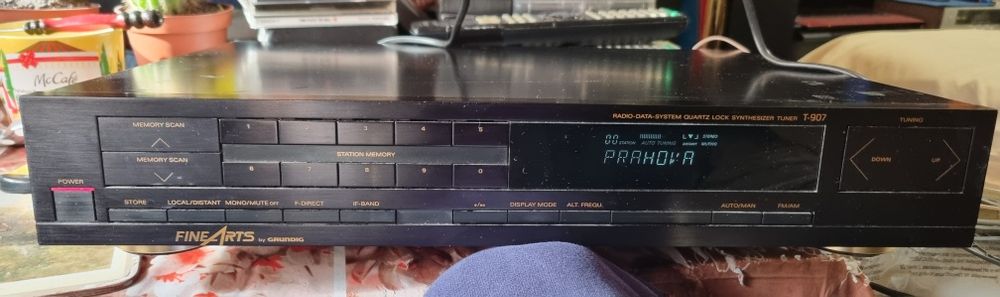 McCafé
RADIO-DATA-SYSTEM QUARTZ LOCK SYNTHESIZER TUNER T-907
MEMORY SCAN
1 2 3 4 5
STATION MEMORY
MEMORY SCAN
6 7 8 9 0
00 STATION AUTO TUNING STEREO
PRAHOVA
TUNING
DOWN UP
POWER
STORE LOCAL/DISTANT MONO/MUTE OFF F-DIRECT IF-BAND DISPLAY MODE ALT. FREQU. AUTO/MAN FM/AM
FINE ARTS by GRUNDIG